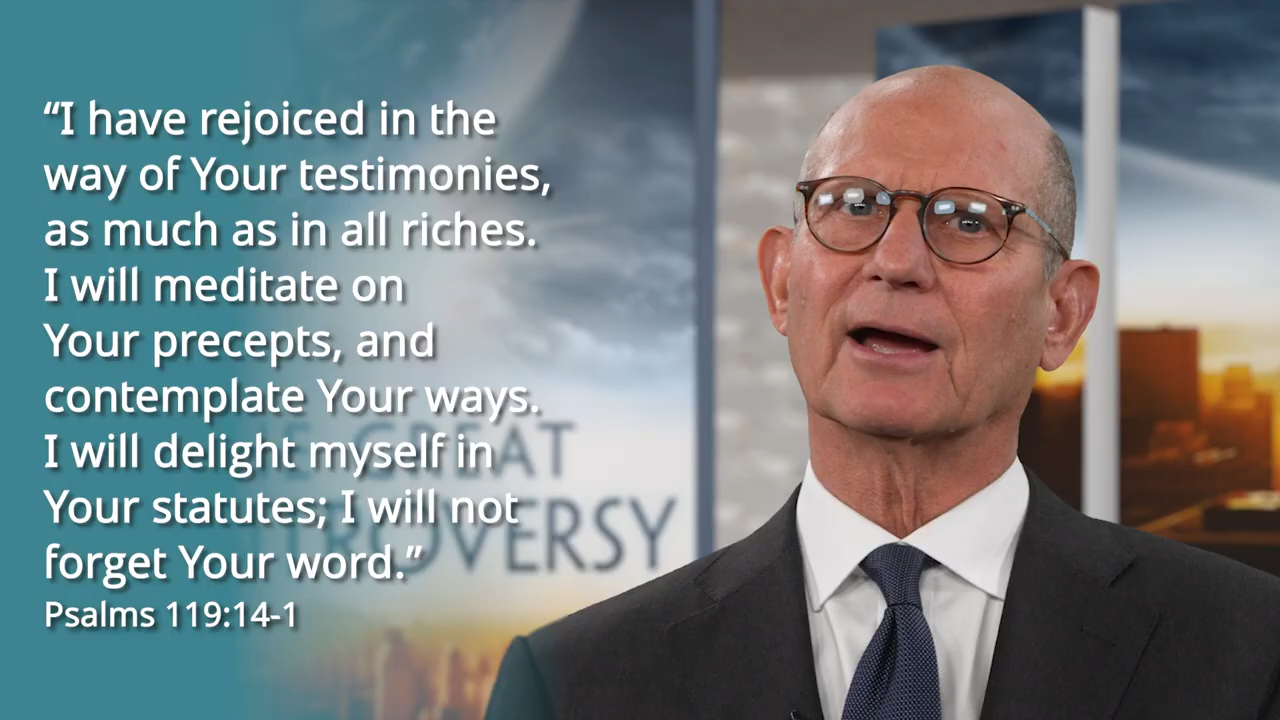 “I have rejoiced in the
way of Your testimonies,
as much as in all riches.
I will meditate on
Your precepts, and
contemplate Your ways.
I will delight myself in
Your statutes; I will not
forget Your word.”
Psalms 119:14-1
GREAT
ROVERSY